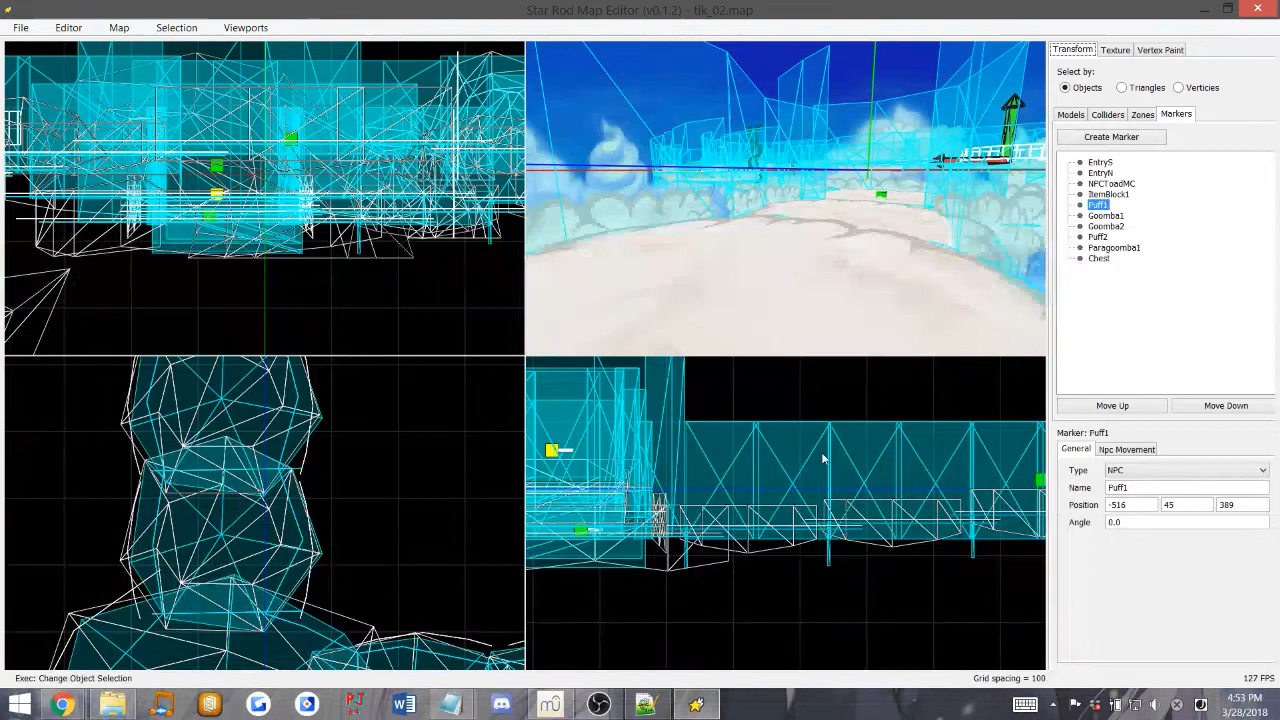 Star Rod Map Editor (v0.1.2) - tik_02.map
File Editor Map Selection Viewports
Transform Texture Vertex Paint
Select by:
Objects Triangles Vertices
Models Colliders Zones Markers
Create Marker
EntryS
EntryN
NPCToadMC
ItemBlock1
Puff1
Goomba1
Goomba2
Puff2
Paragoomba1
Chest
Move Up Move Down
Marker: Puff1
General Npc Movement
Type NPC
Name Puff1
Position -516 45 389
Angle 0.0
Exec: Change Object Selection Grid spacing = 100 127 FPS
4:53 PM
3/28/2018